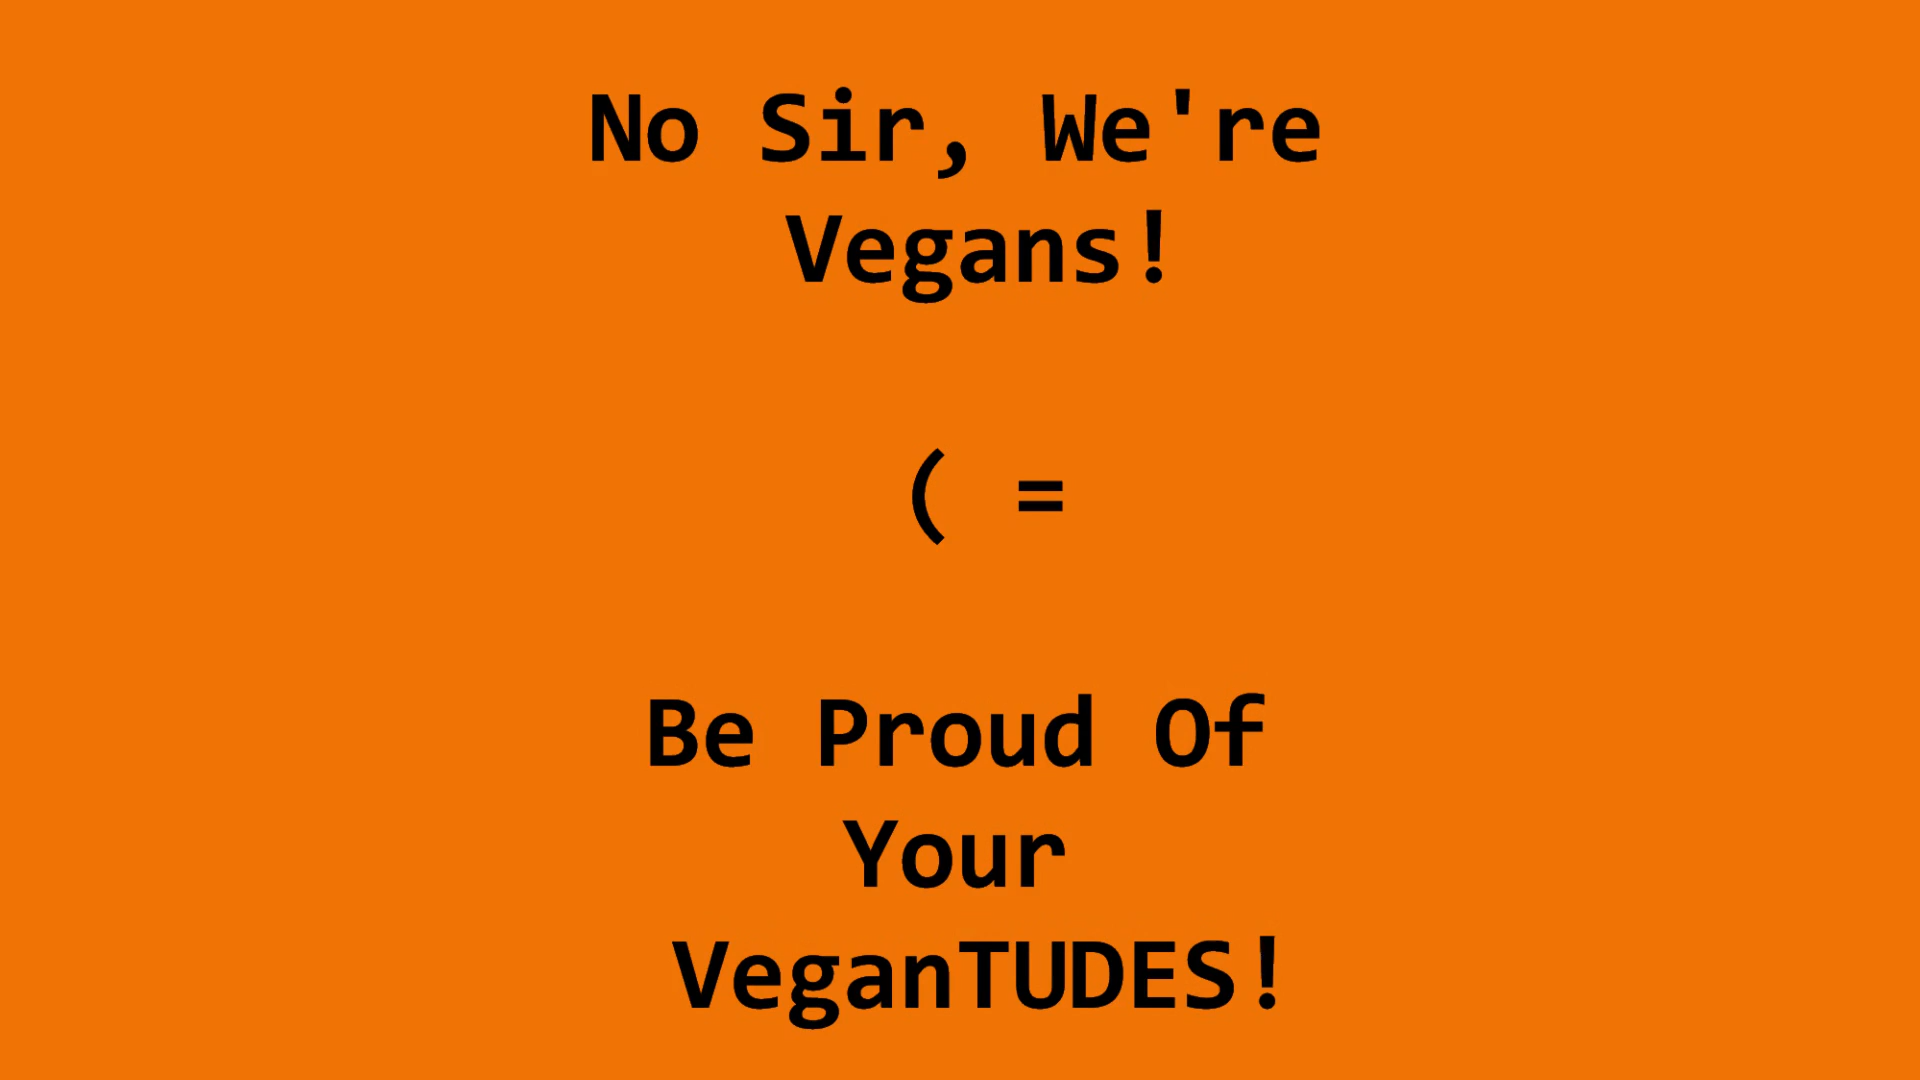 No Sir, We're
Vegans!
( =
Be Proud Of
Your
VeganTUDES!